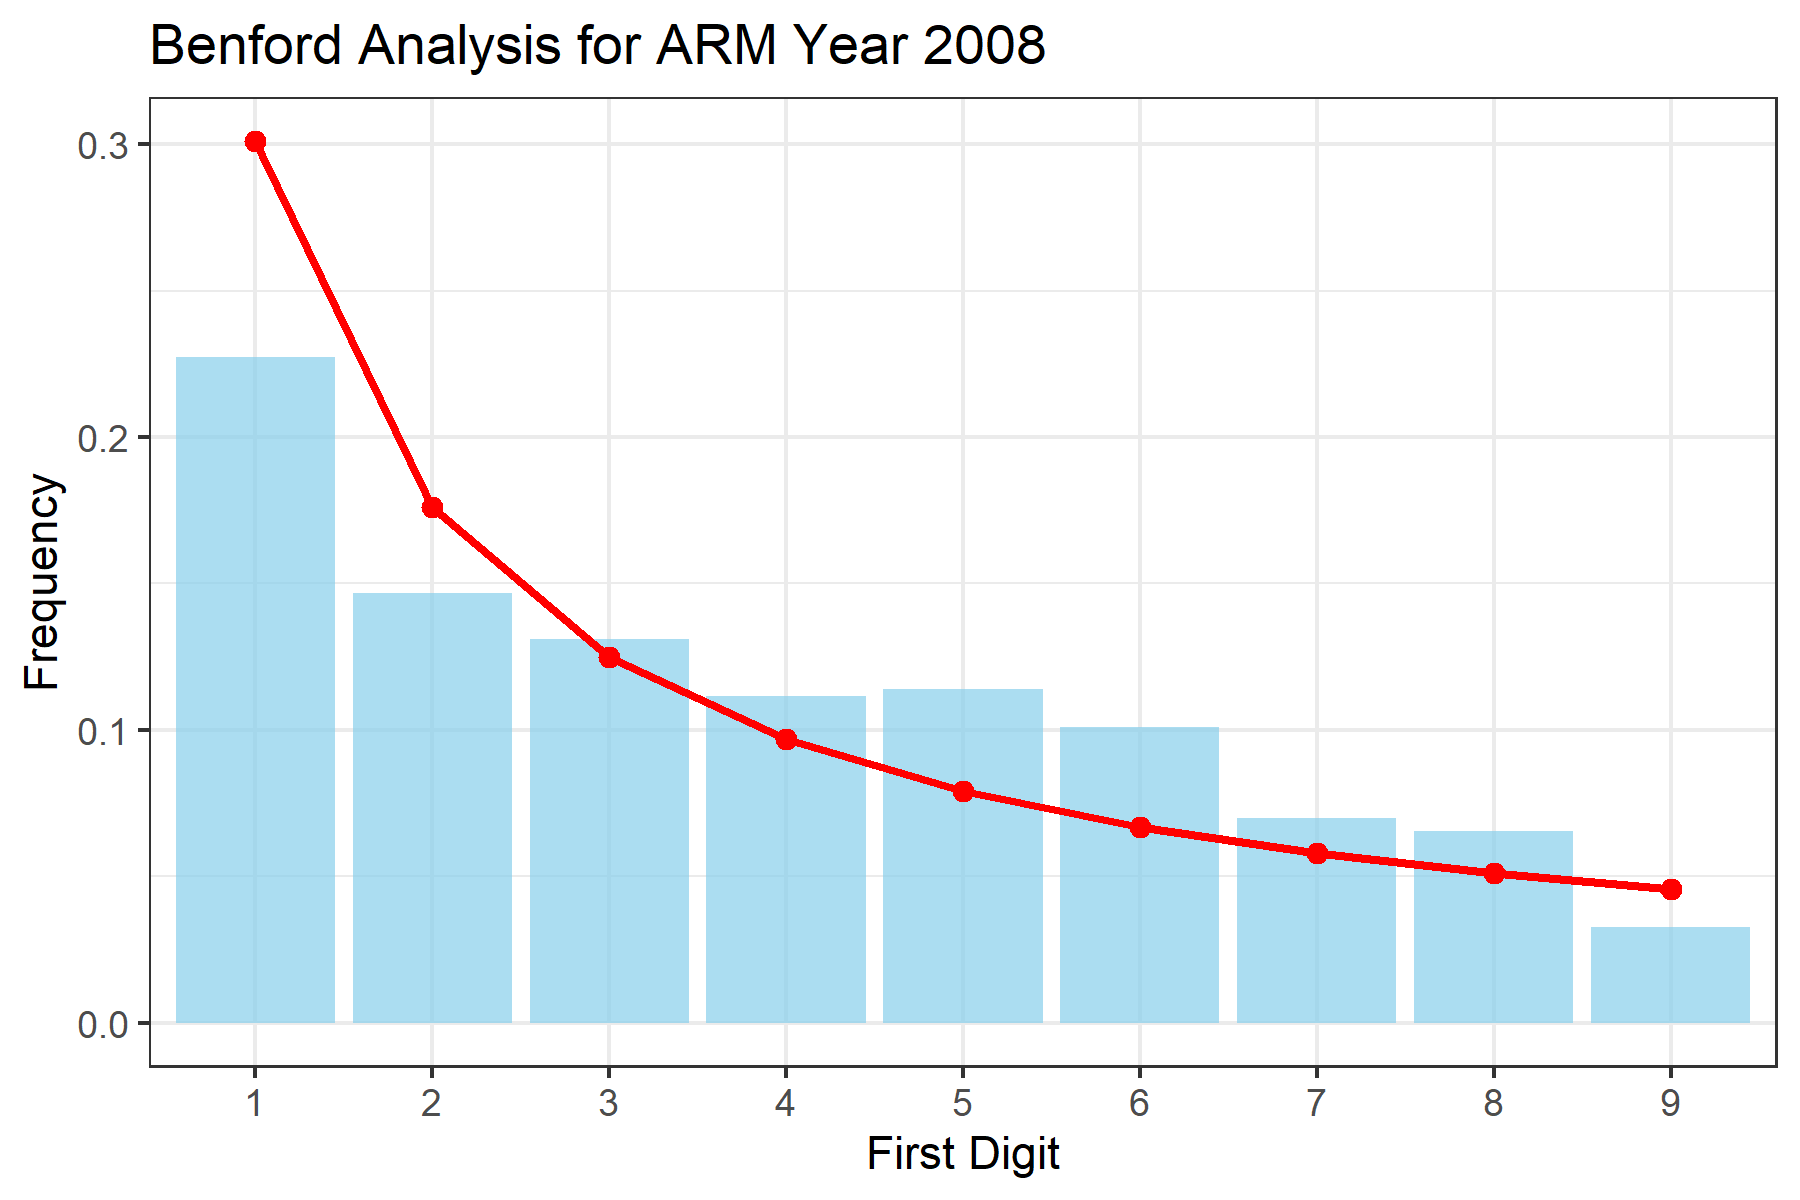 Benford Analysis for ARM Year 2008
Frequency
0.3
0.2
0.1
0.0
1 2 3 4 5 6 7 8 9
First Digit